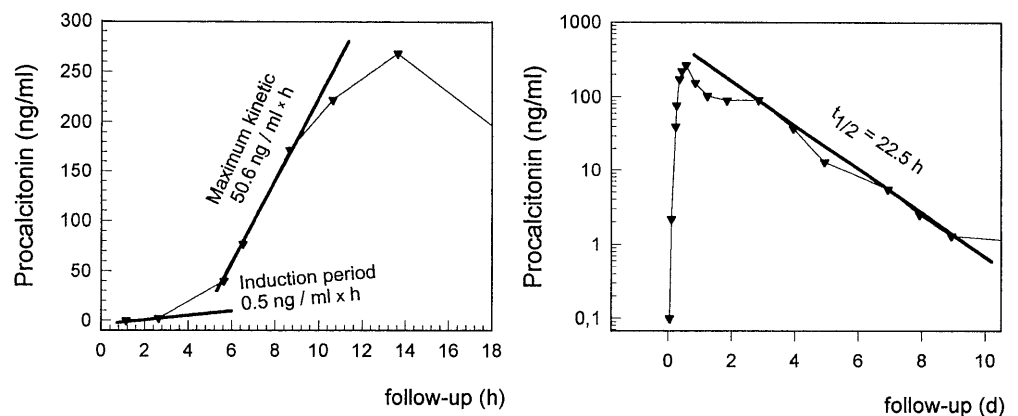 300
250
200
150
100
50
0
Procalcitonin (ng/ml)
Maximum kinetic
50.6 ng / ml × h
Induction period
0.5 ng / ml x h
0 2 4 6 8 10 12 14 16 18
follow-up (h)
1000
100
10
1
0,1
Procalcitonin (ng/ml)
t1/2 = 22.5 h
0 2 4 6 8 10
follow-up (d)